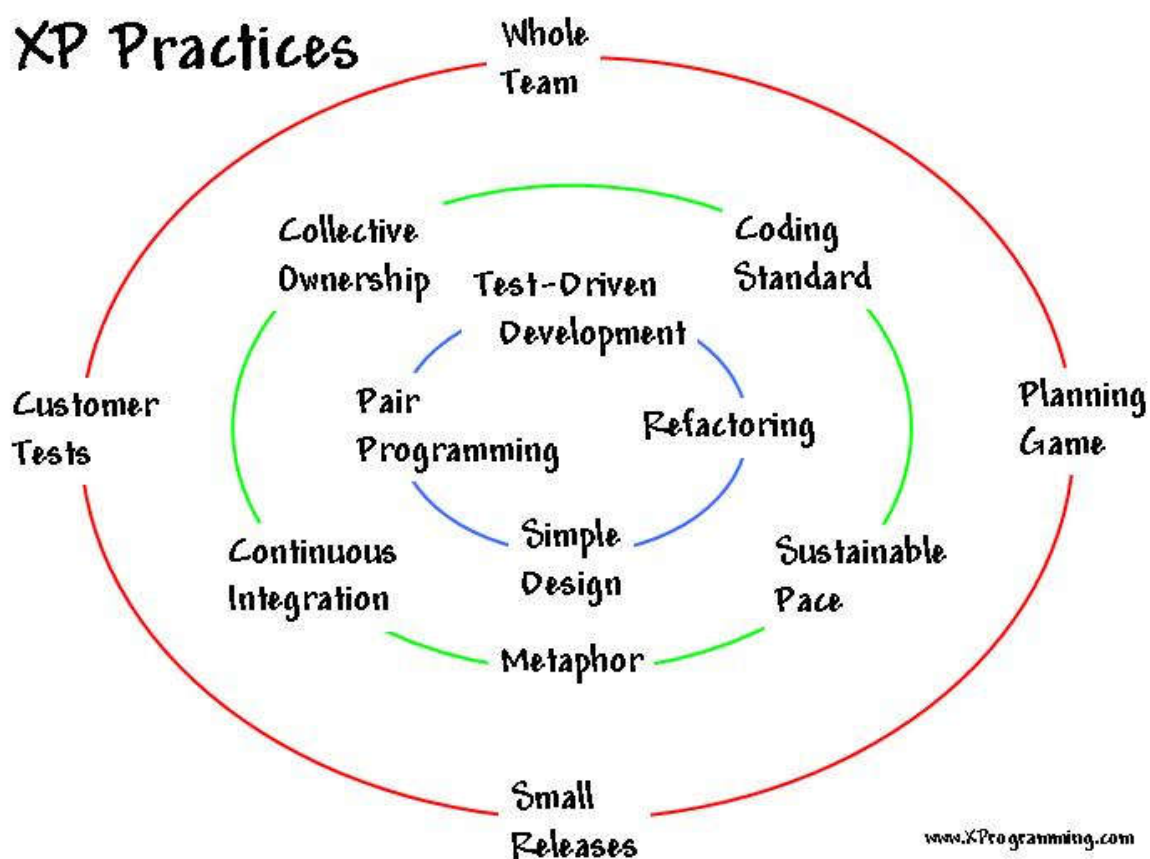 XP Practices
Whole
Team
Collective
Ownership
Coding
Standard
Test-Driven
Development
Customer
Tests
Pair
Programming
Refactoring
Planning
Game
Continuous
Integration
Simple
Design
Sustainable
Pace
Metaphor
Small
Releases
www.XProgramming.com